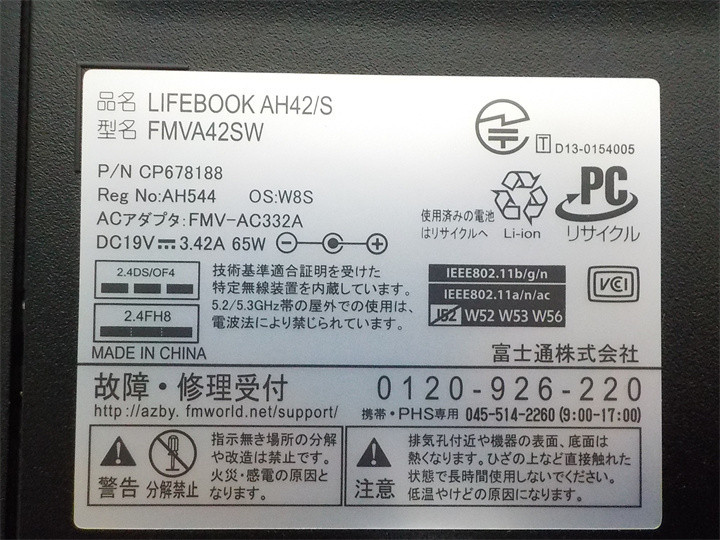 品名 LIFEBOOK AH42/S
型名 FMVA42SW
T D13-0154005
P/N CP678188
Reg No:AH544 OS:W8S
ACアダプタ:FMV-AC332A
DC19V 3.42A 65W
使用済みの電池
はリサイクルへ
Li-ion
PC
リサイクル
2.4DS/OF4
2.4FH8
技術基準適合証明を受けた
特定無線装置を内蔵しています。
5.2/5.3GHz帯の屋外での使用は、
電波法により禁じられています。
IEEE802.11b/g/n
IEEE802.11a/n/ac
J52 W52 W53 W56
VCI
MADE IN CHINA
富士通株式会社
故障・修理受付 0120-926-220
http://azby.fmworld.net/support/ 携帯・PHS専用 045-514-2260 (9:00-17:00)
警告
分解禁止
指示無き場所の分解
や改造は禁止です。
火災・感電の原因と
なります。
注意
排気孔付近や機器の表面、底面は
熱くなります。ひざの上など直接触れた
状態で長時間使用しないでください。
低温やけどの原因になります。